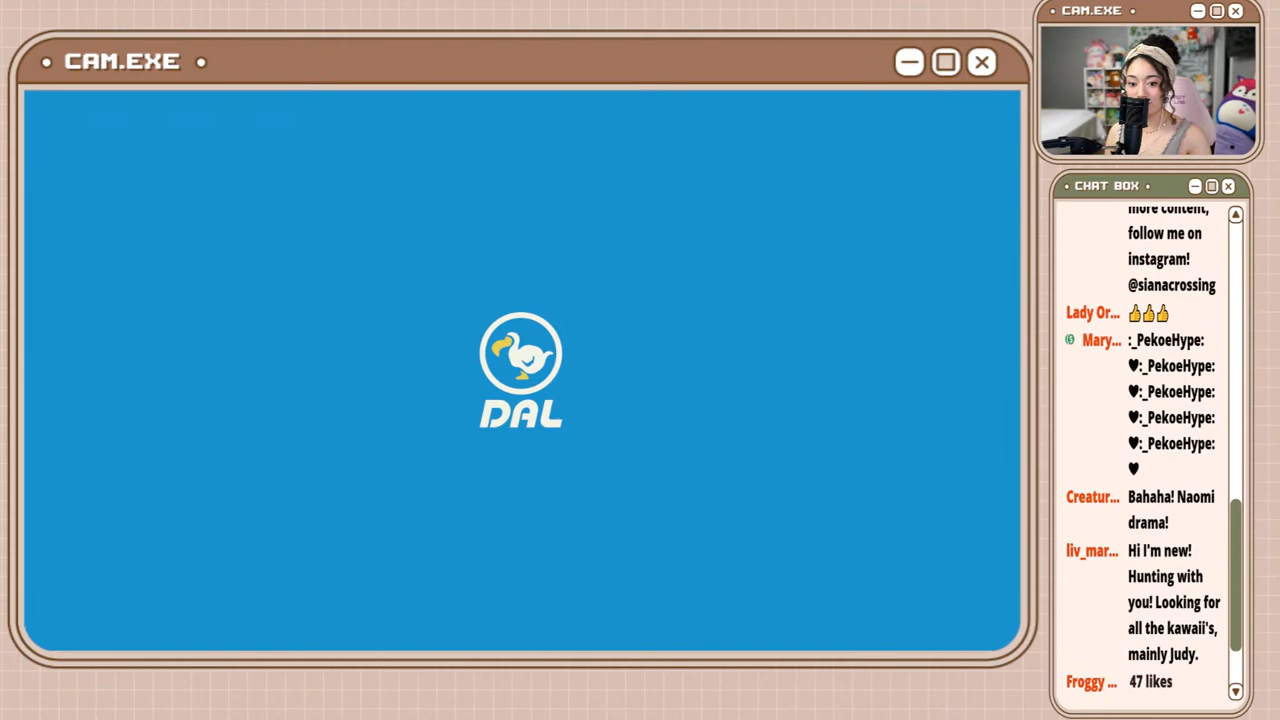 CAM.EXE
DAL
CAM.EXE
CHAT BOX
more content,
follow me on
instagram!
@sianacrossing
Lady Or... 👍👍👍
Mary... :_PekoeHype:
♥:_PekoeHype:
♥:_PekoeHype:
♥:_PekoeHype:
♥:_PekoeHype:
♥
Creatur... Bahaha! Naomi
drama!
liv_mar... Hi I'm new!
Hunting with
you! Looking for
all the kawaii's,
mainly Judy.
Froggy ... 47 likes